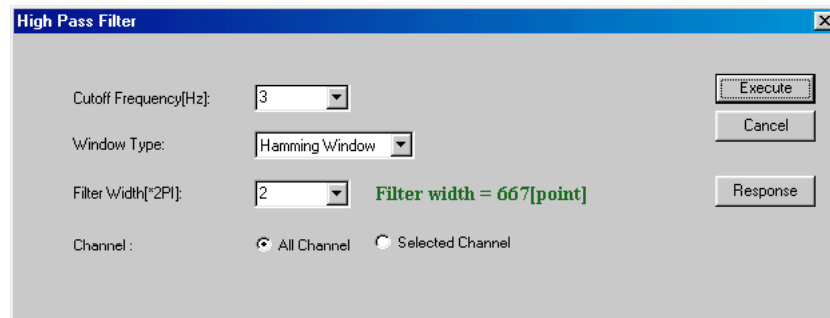 High Pass Filter
Cutoff Frequency[Hz]: 3 Execute
Cancel
Window Type: Hamming Window
Filter Width[*2PI]: 2 Filter width = 667[point] Response
Channel : All Channel Selected Channel